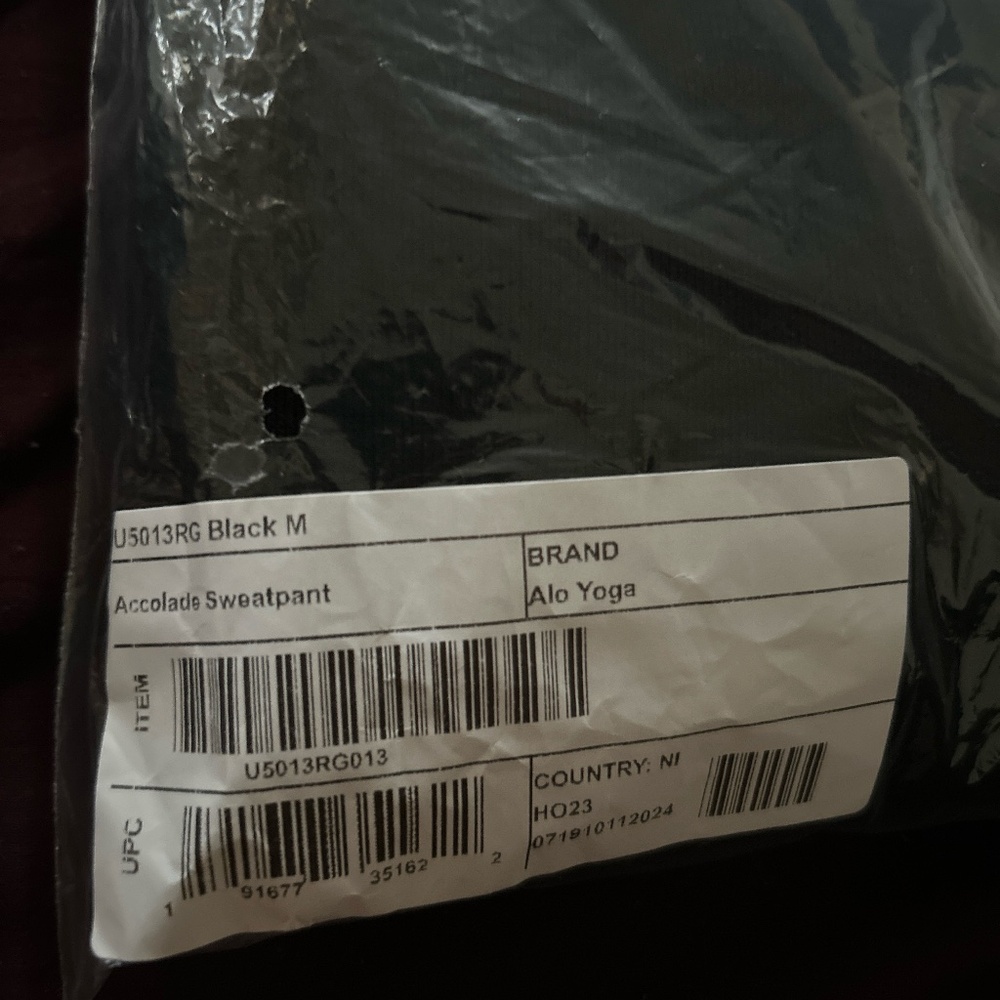 U5013RG Black M
Accolade Sweatpant
BRAND
Alo Yoga
ITEM
U5013RG013
UPC
1 91677 35162 2
COUNTRY: NI
HO23
071910112024